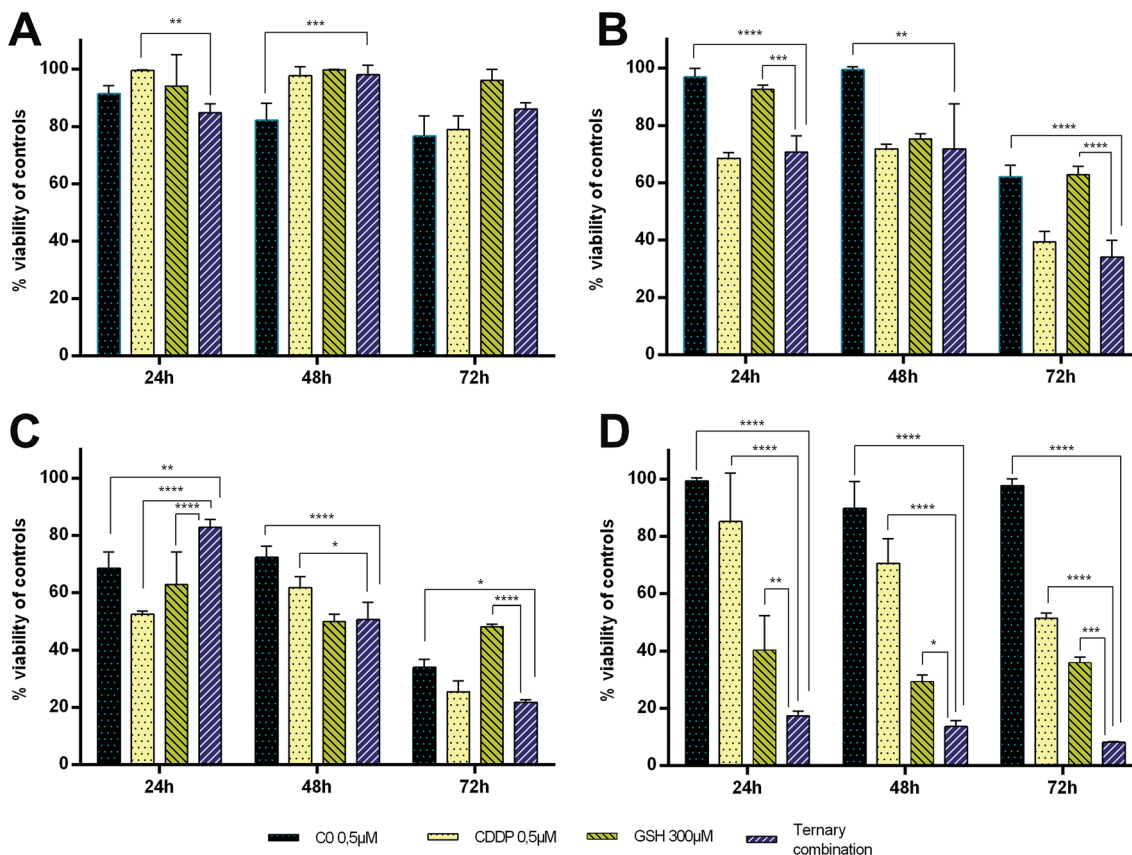 A
**
***
100
80
60
40
20
0
% viability of controls
24h
48h
72h
B
****
***
**
****
****
100
80
60
40
20
0
% viability of controls
24h
48h
72h
C
**
****
****
****
*
*
****
100
80
60
40
20
0
% viability of controls
24h
48h
72h
D
****
****
**
****
****
*
****
****
***
100
80
60
40
20
0
% viability of controls
24h
48h
72h
C0 0,5µM
CDDP 0,5µM
GSH 300µM
Ternary
combination